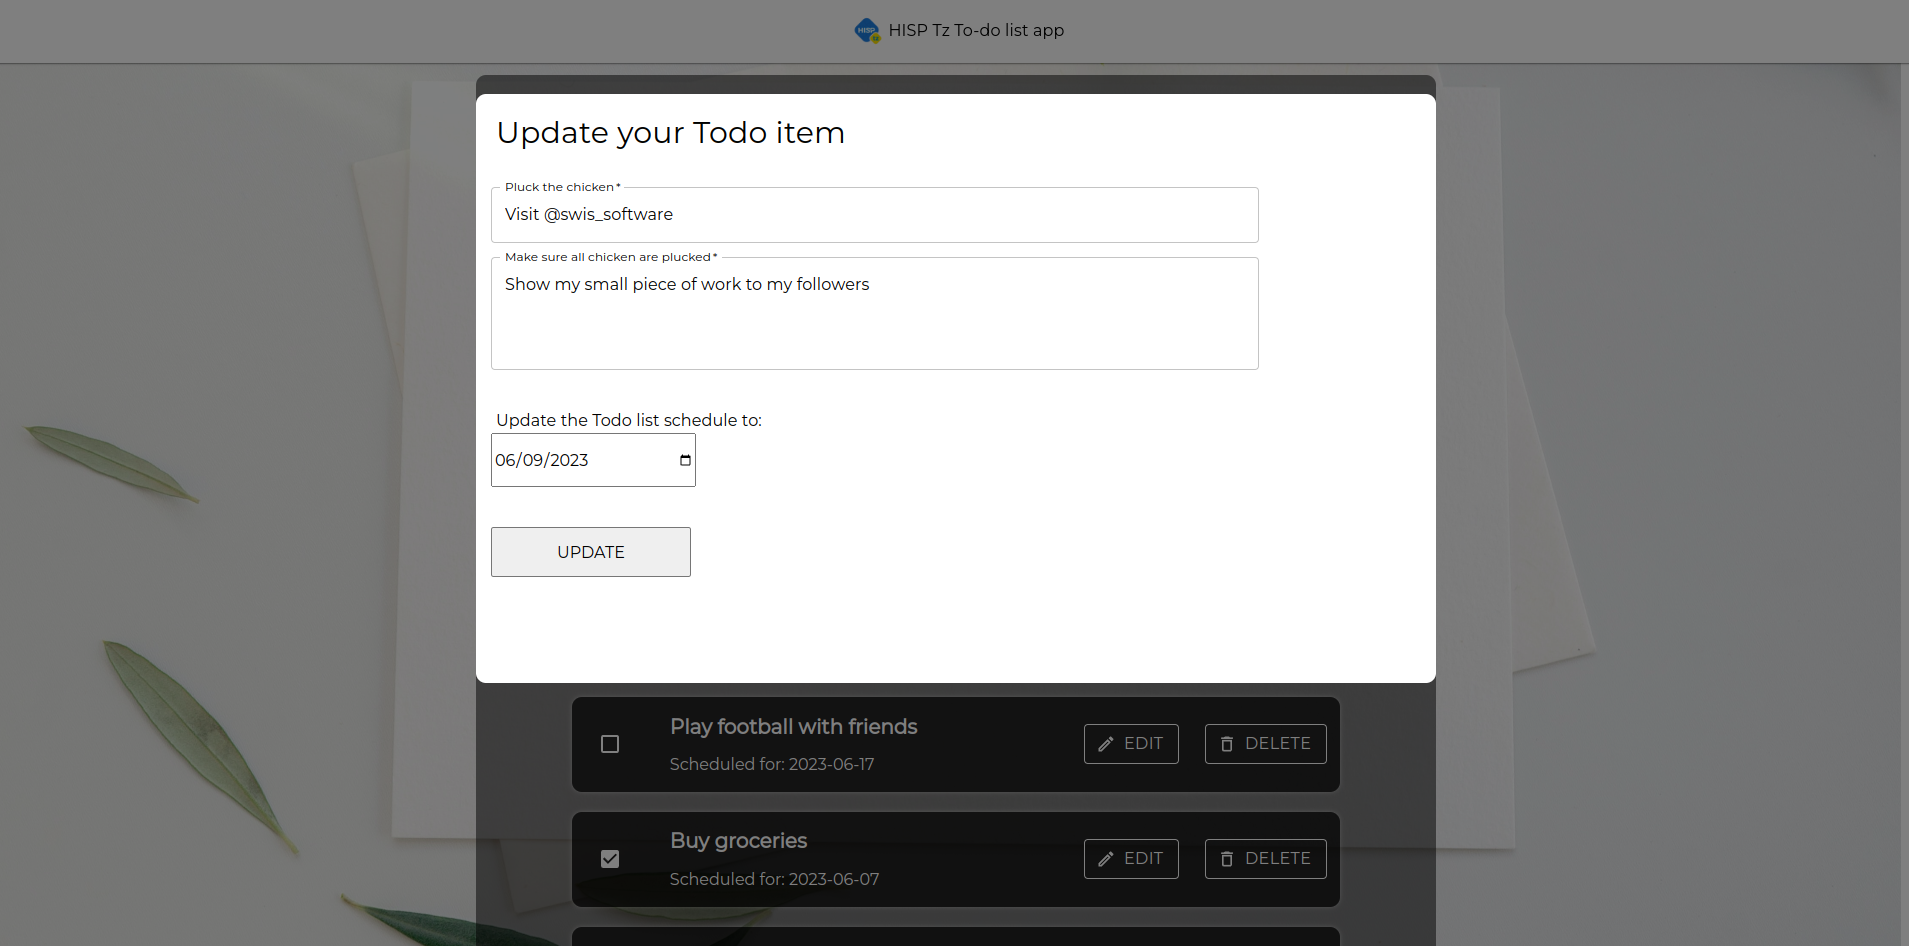 HISP Tz To-do list app
Update your Todo item
Pluck the chicken *
Visit @swis_software
Make sure all chicken are plucked *
Show my small piece of work to my followers
Update the Todo list schedule to:
06/09/2023
UPDATE
Play football with friends
EDIT DELETE
Scheduled for: 2023-06-17
Buy groceries
EDIT DELETE
Scheduled for: 2023-06-07